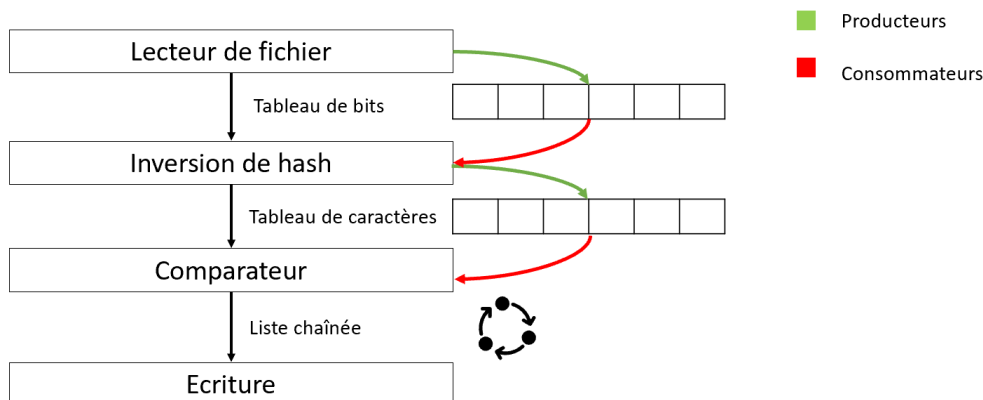 Producteurs
Lecteur de fichier
Consommateurs
Tableau de bits
Inversion de hash
Tableau de caractères
Comparateur
Liste chaînée
Ecriture